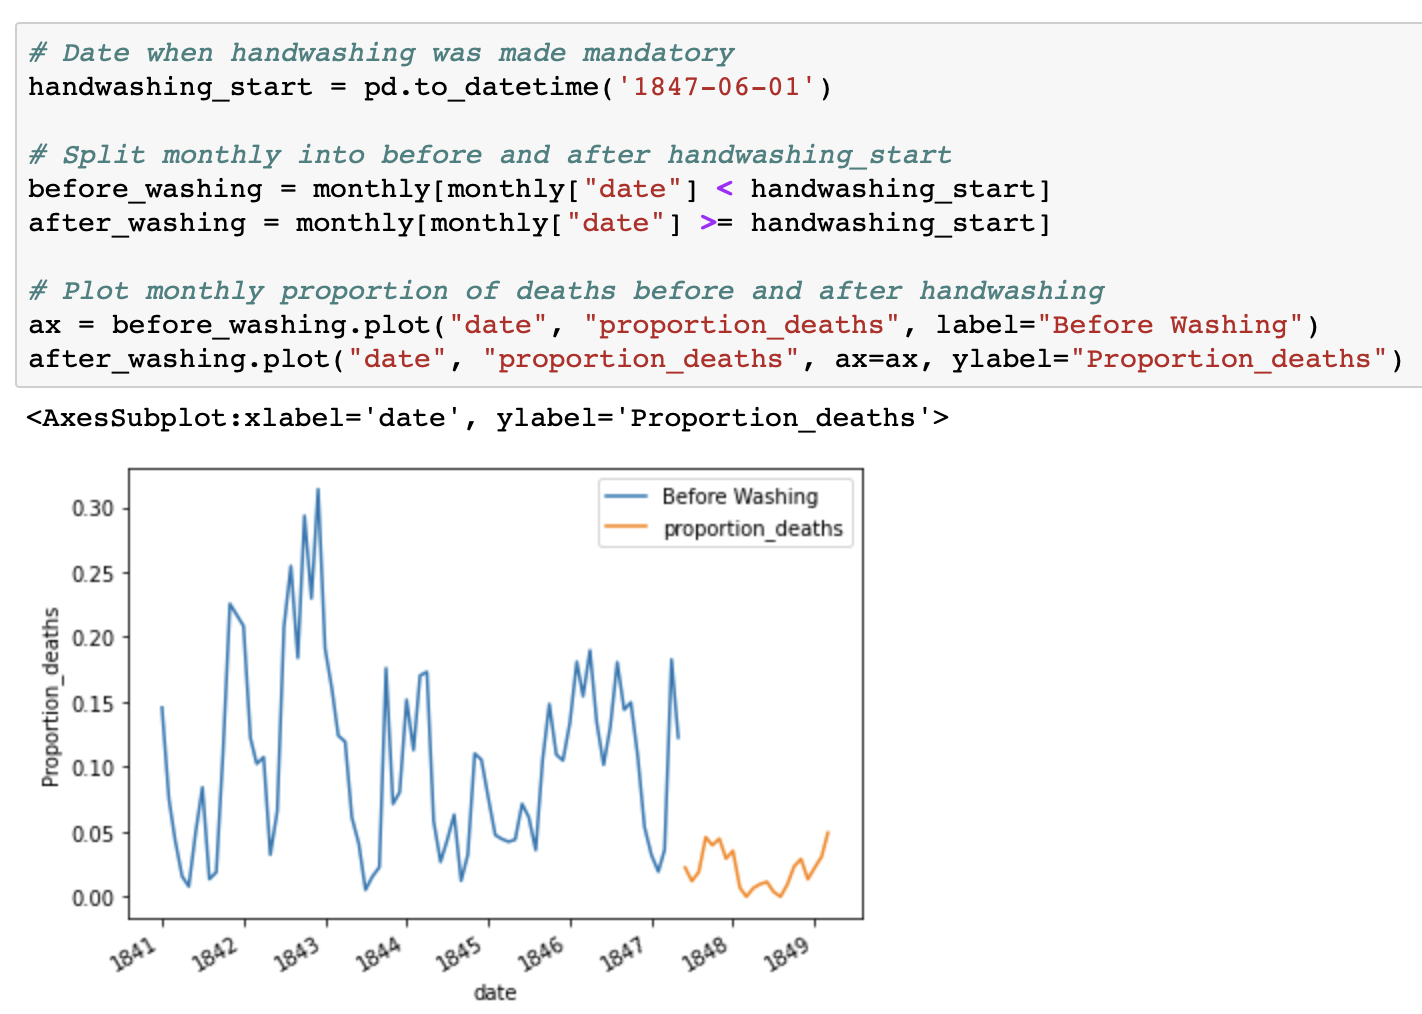 # Date when handwashing was made mandatory
handwashing_start = pd.to_datetime('1847-06-01')
# Split monthly into before and after handwashing_start
before_washing = monthly[monthly["date"] < handwashing_start]
after_washing = monthly[monthly["date"] >= handwashing_start]
# Plot monthly proportion of deaths before and after handwashing
ax = before_washing.plot("date", "proportion_deaths", label="Before Washing")
after_washing.plot("date", "proportion_deaths", ax=ax, ylabel="Proportion_deaths")
<AxesSubplot:xlabel='date', ylabel='Proportion_deaths'>
Before Washing
proportion_deaths
0.30
0.25
0.20
0.15
0.10
0.05
0.00
Proportion_deaths
1841
1842
1843
1844
1845
1846
1847
1848
1849
date